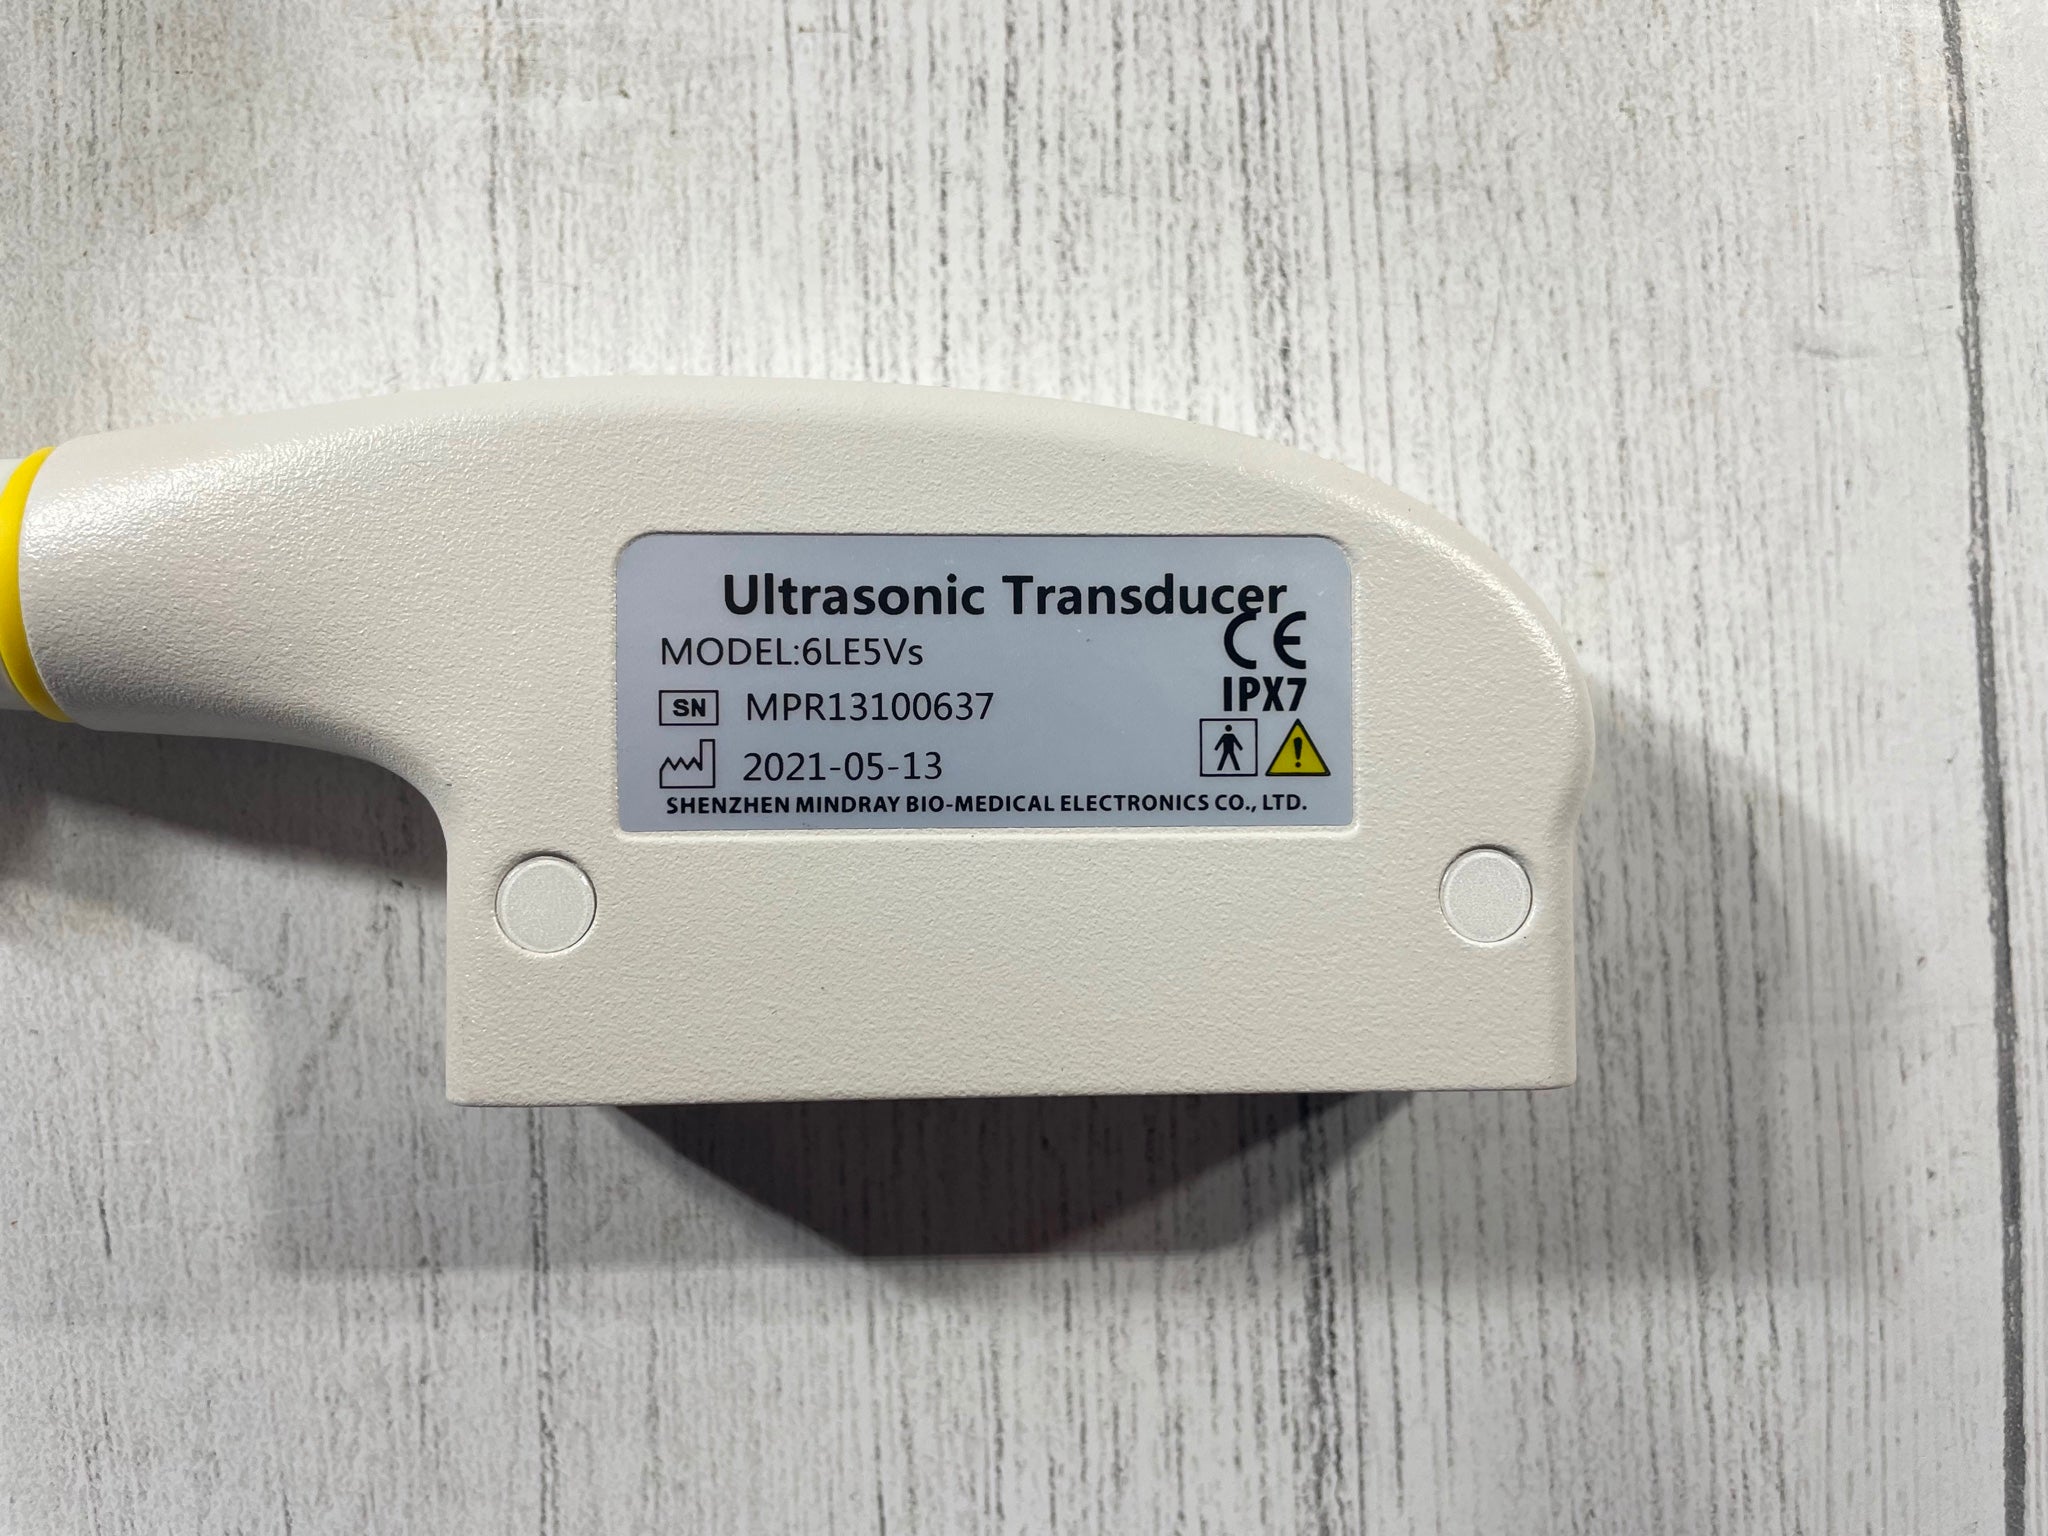 Ultrasonic Transducer
MODEL:6LE5Vs
CE
SN MPR13100637
IPX7
2021-05-13
SHENZHEN MINDRAY BIO-MEDICAL ELECTRONICS CO., LTD.